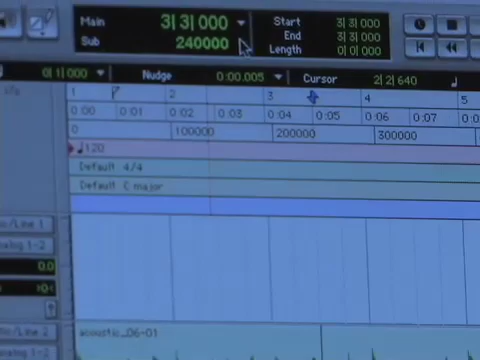 Main 3| 3| 000
Sub 240000
Start 3| 3| 000
End 3| 3| 000
Length 0| 0| 000
0| 1| 000 Nudge 0:00.005 Cursor 2| 2| 640
1 2 3 4 5
0:00 0:01 0:02 0:03 0:04 0:05 0:06 0:07
0 100000 200000 300000
120
Default 4/4
Default C major
Line 1
1-2
0.0
Line 2
acoustic_06-01
1-2